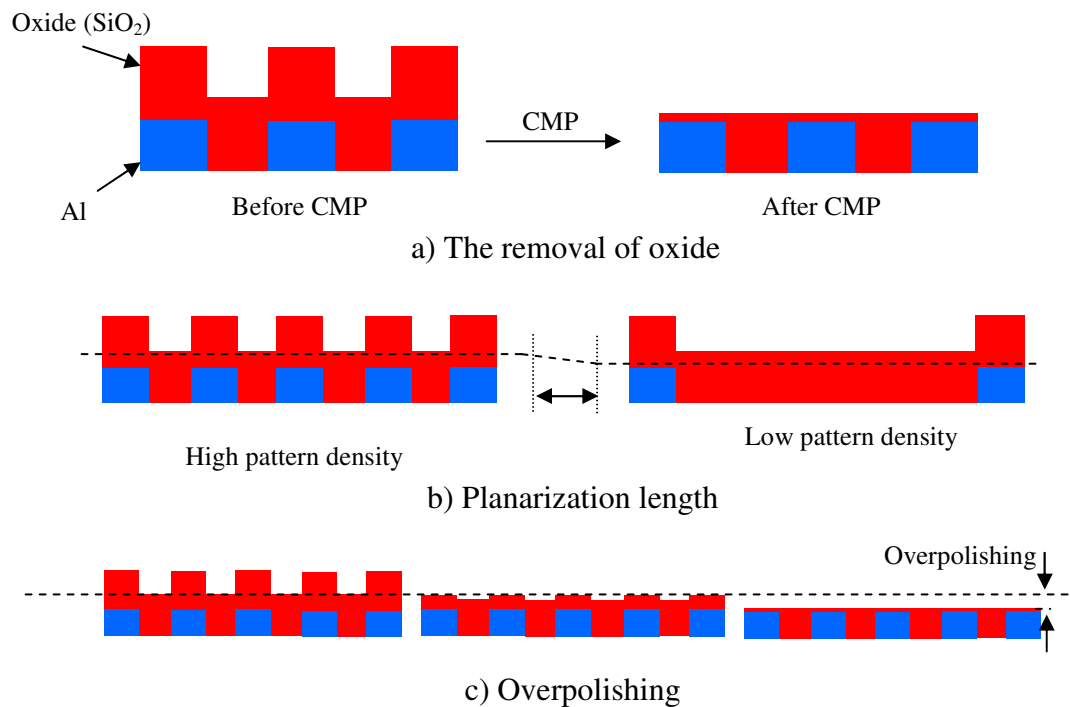 Oxide (SiO₂)
CMP
Al
Before CMP
After CMP
a) The removal of oxide
High pattern density
Low pattern density
b) Planarization length
Overpolishing
c) Overpolishing